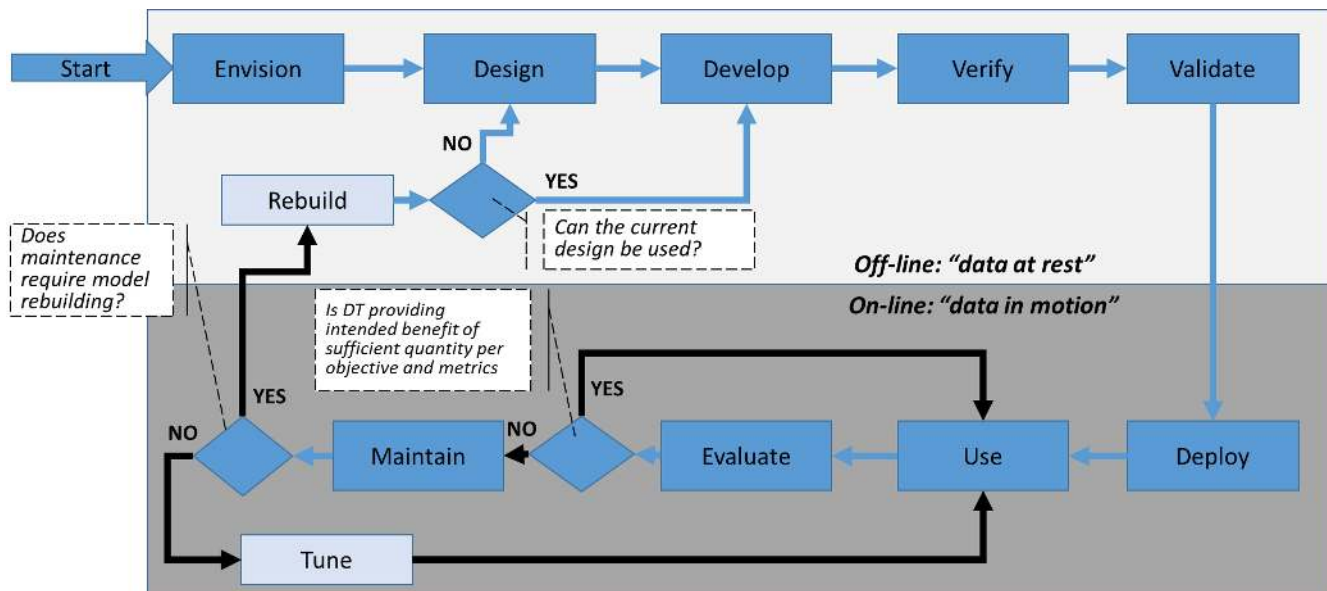 Start
Envision
Design
Develop
Verify
Validate
NO
YES
Rebuild
Can the current
design be used?
Does
maintenance
require model
rebuilding?
Off-line: “data at rest”
On-line: “data in motion”
Is DT providing
intended benefit of
sufficient quantity per
objective and metrics
YES
YES
NO
NO
Maintain
Evaluate
Use
Deploy
Tune